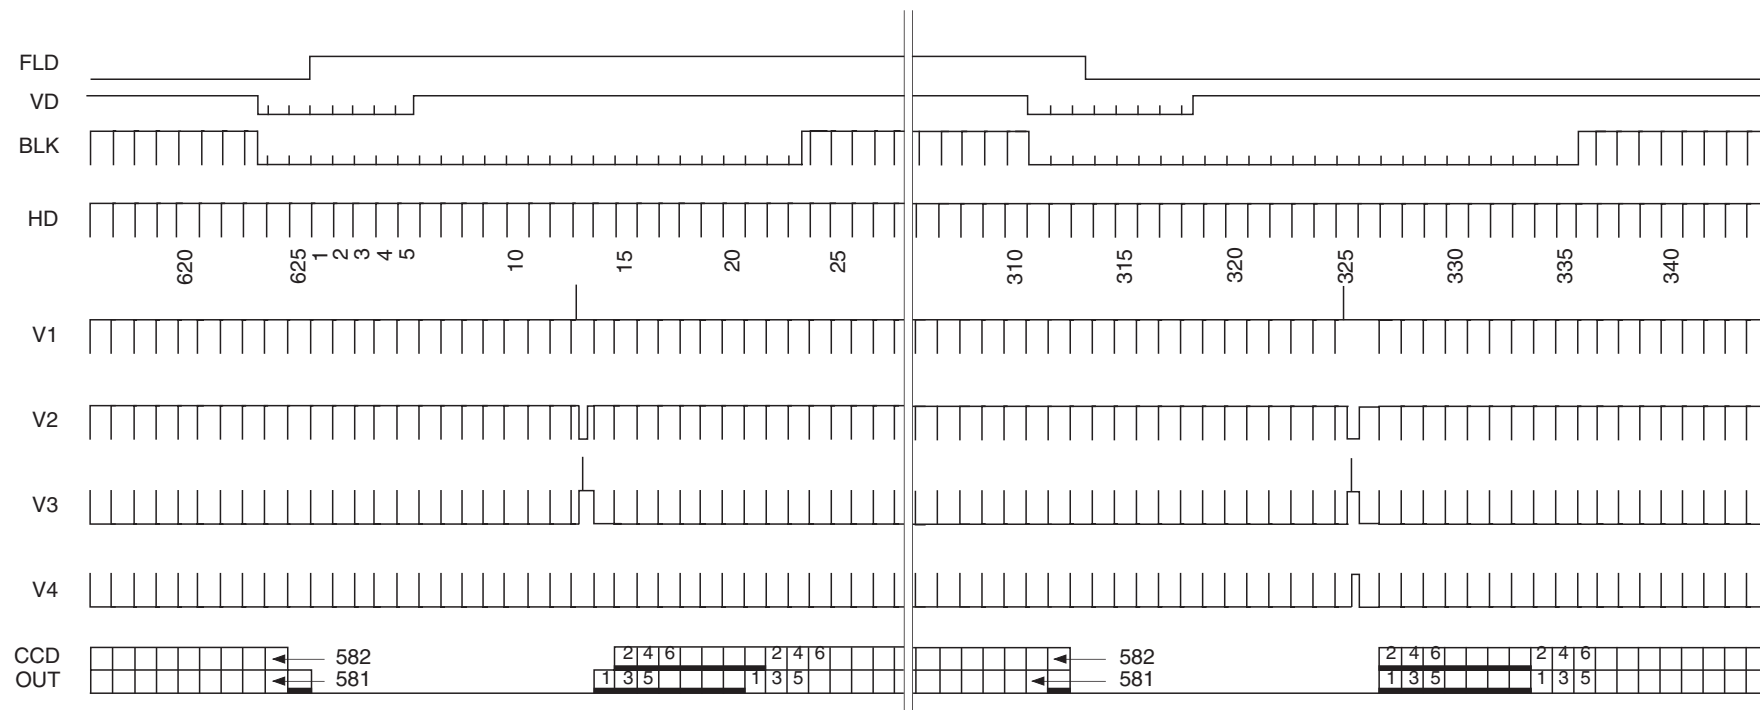 FLD
VD
BLK
HD
620 625 1 2 3 4 5 10 15 20 25 310 315 320 325 330 335 340
V1
V2
V3
V4
CCD 582 2 4 6 2 4 6 582 2 4 6 2 4 6
OUT 581 1 3 5 1 3 5 581 1 3 5 1 3 5